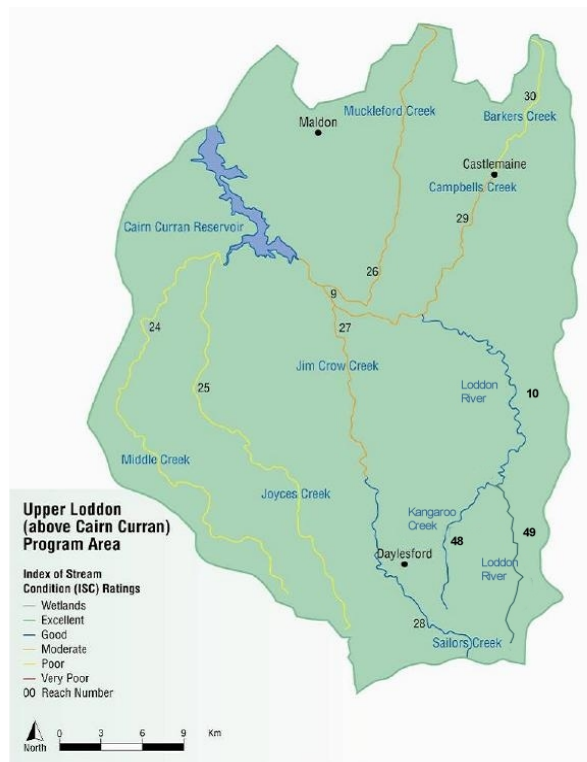 30
Muckleford Creek
Barkers Creek
Maldon
Castlemaine
Campbells Creek
29
Cairn Curran Reservoir
26
9
24
27
Jim Crow Creek
25
Loddon
River
10
Middle Creek
Joyces Creek
Kangaroo
Creek
48
49
Daylesford
Loddon
River
28
Sailors Creek
Upper Loddon
(above Cairn Curran)
Program Area
Index of Stream
Condition (ISC) Ratings
Wetlands
Excellent
Good
Moderate
Poor
Very Poor
00 Reach Number
North
0 3 6 9 Km